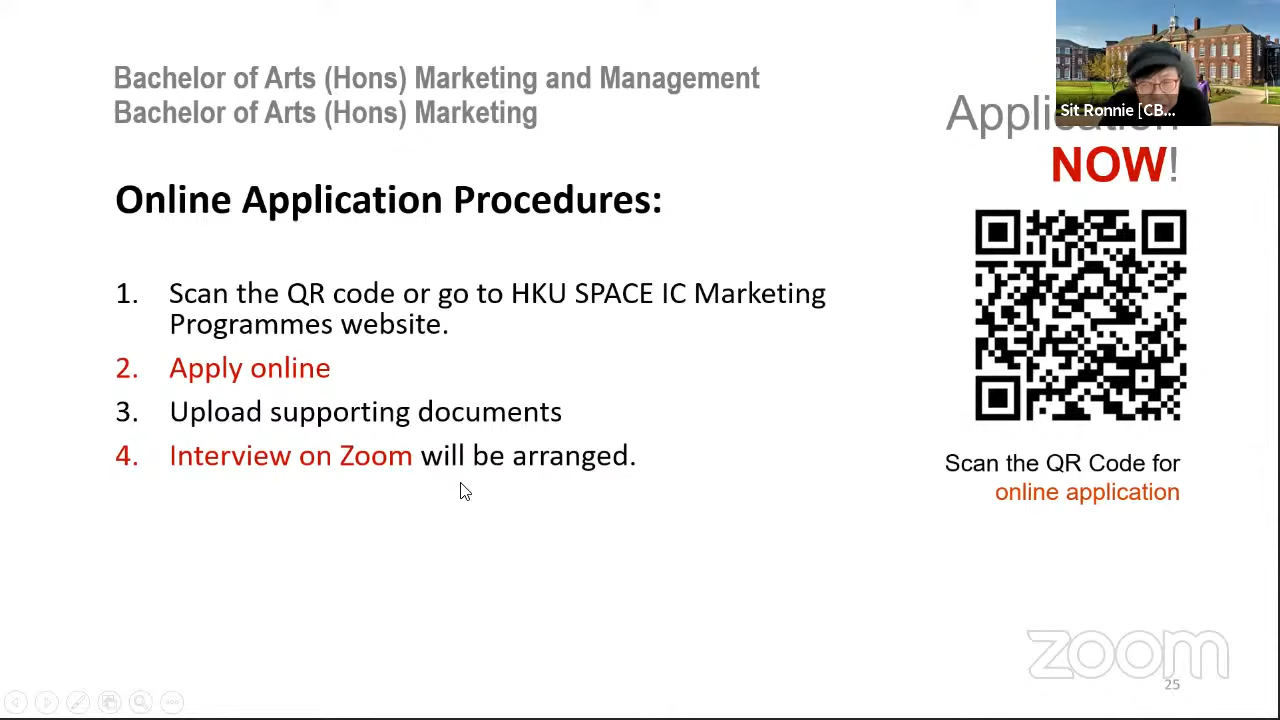 Bachelor of Arts (Hons) Marketing and Management
Bachelor of Arts (Hons) Marketing
Sit Ronnie [CB...
Application
NOW!
Online Application Procedures:
1. Scan the QR code or go to HKU SPACE IC Marketing
Programmes website.
2. Apply online
3. Upload supporting documents
4. Interview on Zoom will be arranged.
Scan the QR Code for
online application
zoom
25